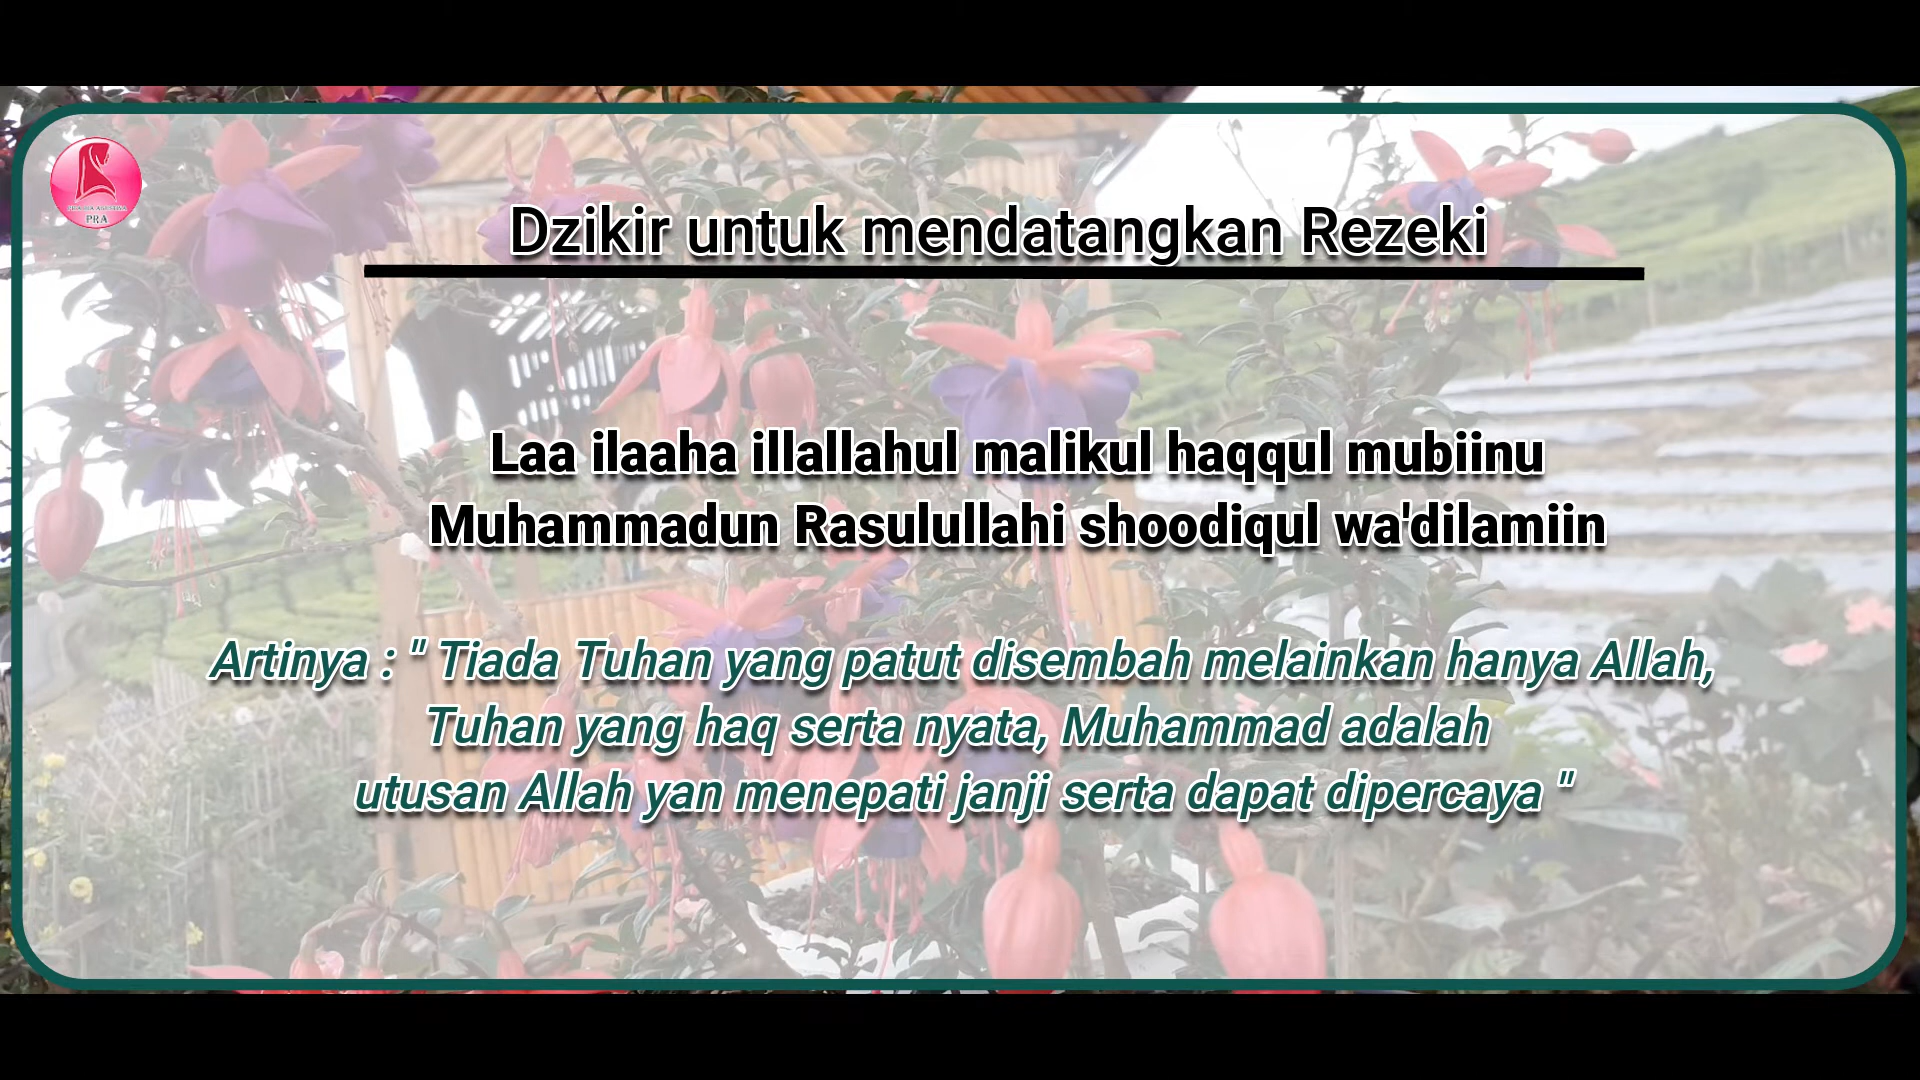 PRA
Dzikir untuk mendatangkan Rezeki
Laa ilaaha illallahul malikul haqqul mubiinu
Muhammadun Rasulullahi shoodiqul wa'dilamiin
Artinya : " Tiada Tuhan yang patut disembah melainkan hanya Allah,
Tuhan yang haq serta nyata, Muhammad adalah
utusan Allah yan menepati janji serta dapat dipercaya "